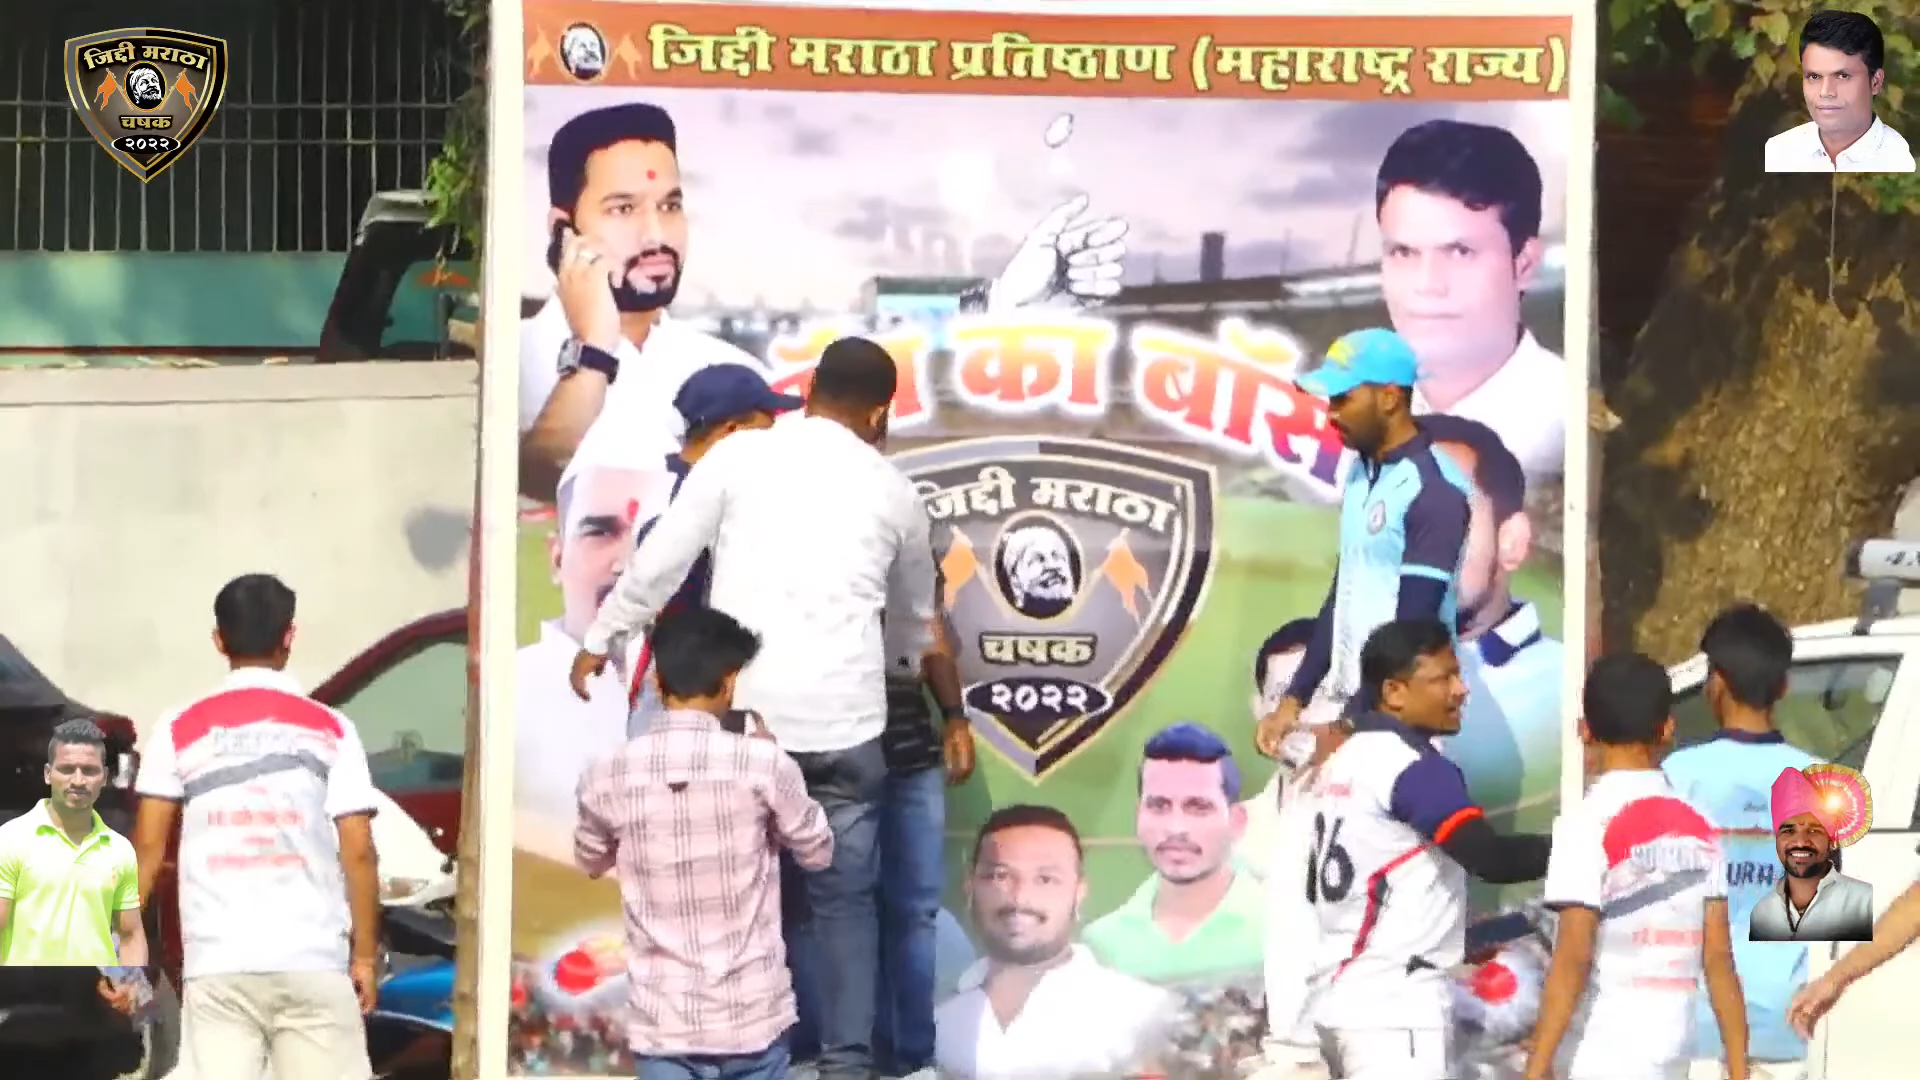 जिद्दी मराठा
चषक
२०२२
जिद्दी मराठा प्रतिष्ठाण (महाराष्ट्र राज्य)
का बॉस
जिद्दी मराठा
चषक
२०२२
16